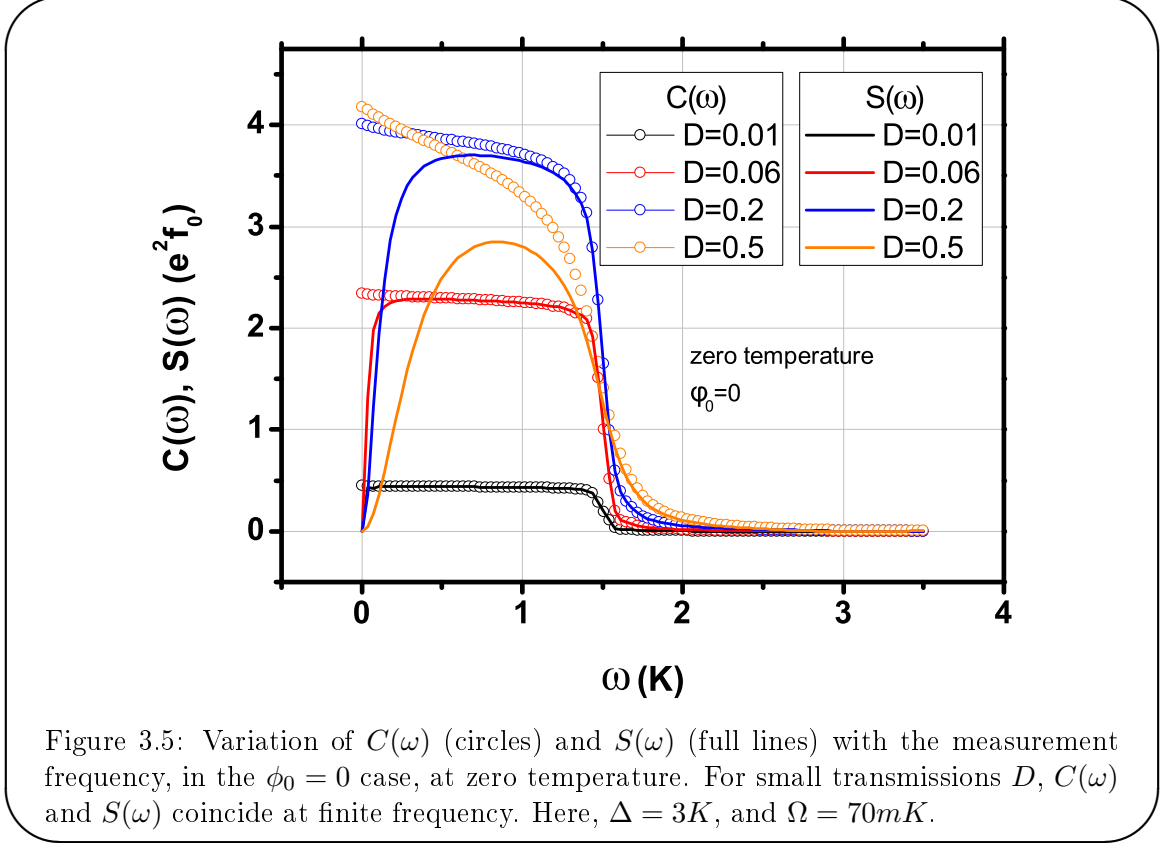 C(ω), S(ω) (e²f₀)
4
3
2
1
0
0
1
2
3
4
ω (K)
C(ω)
D=0.01
D=0.06
D=0.2
D=0.5
S(ω)
D=0.01
D=0.06
D=0.2
D=0.5
zero temperature
φ₀=0
Figure 3.5: Variation of C(ω) (circles) and S(ω) (full lines) with the measurement
frequency, in the ϕ₀ = 0 case, at zero temperature. For small transmissions D, C(ω)
and S(ω) coincide at finite frequency. Here, Δ = 3K, and Ω = 70mK.